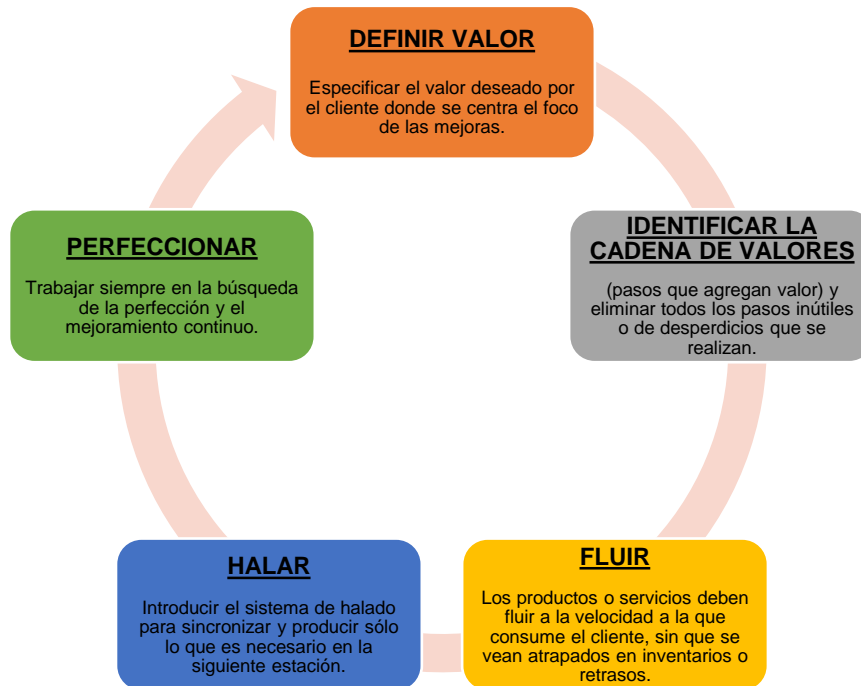 DEFINIR VALOR
Especificar el valor deseado por
el cliente donde se centra el foco
de las mejoras.
IDENTIFICAR LA
CADENA DE VALORES
(pasos que agregan valor) y
eliminar todos los pasos inútiles
o de desperdicios que se
realizan.
FLUIR
Los productos o servicios deben
fluir a la velocidad a la que
consume el cliente, sin que se
vean atrapados en inventarios o
retrasos.
HALAR
Introducir el sistema de halado
para sincronizar y producir sólo
lo que es necesario en la
siguiente estación.
PERFECCIONAR
Trabajar siempre en la búsqueda
de la perfección y el
mejoramiento continuo.